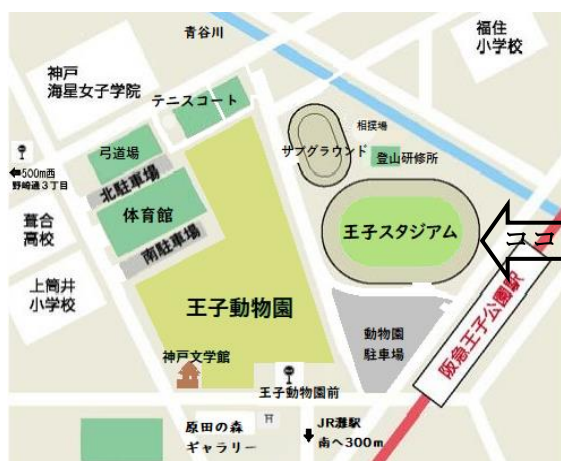 青谷川
福住
小学校
神戸
海星女子学院
テニスコート
相撲場
サブグラウンド
登山研修所
弓道場
北駐車場
体育館
南駐車場
←500m西
野崎通3丁目
葺合
高校
上筒井
小学校
王子スタジアム
ココ
王子動物園
動物園
駐車場
阪急王子公園駅
神戸文学館
王子動物園前
原田の森
ギャラリー
JR灘駅
南へ300m